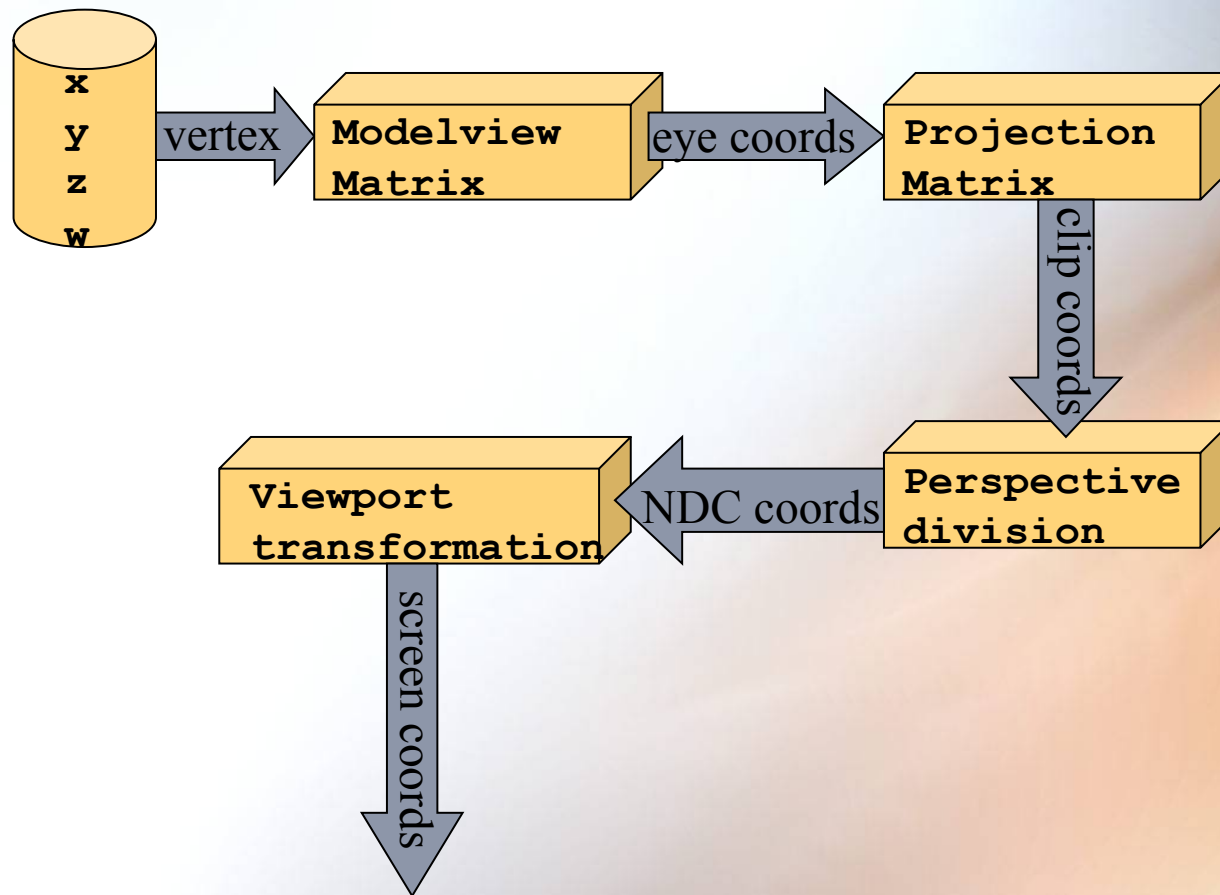 x
y
z
w
vertex
Modelview
Matrix
eye coords
Projection
Matrix
clip coords
Perspective
division
NDC coords
Viewport
transformation
screen coords